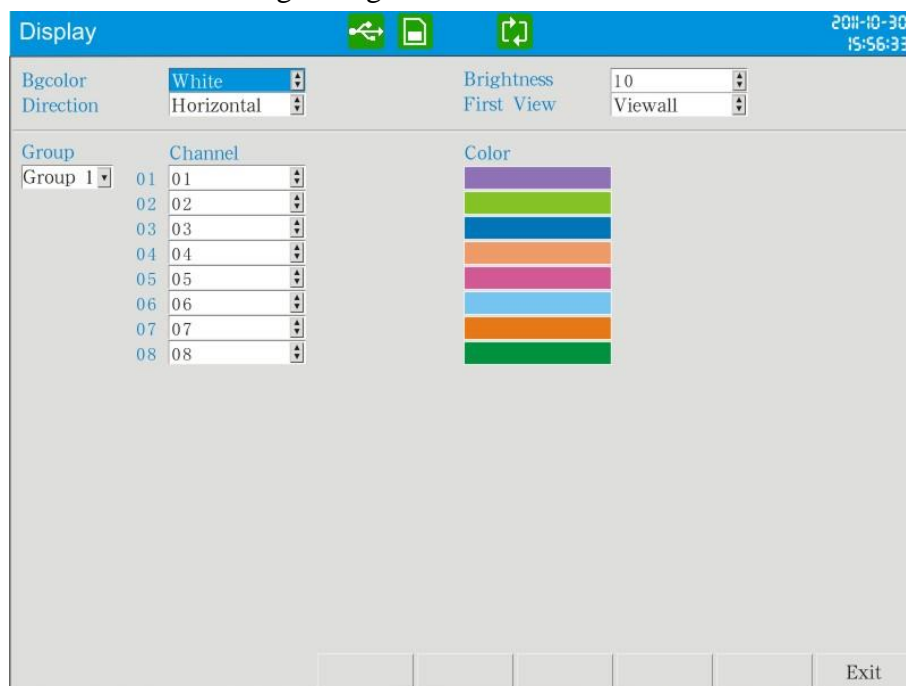 Display
2011-10-30
15:56:33
Bgcolor White Brightness 10
Direction Horizontal First View Viewall
Group Channel Color
Group 1 01 01
02 02
03 03
04 04
05 05
06 06
07 07
08 08
Exit